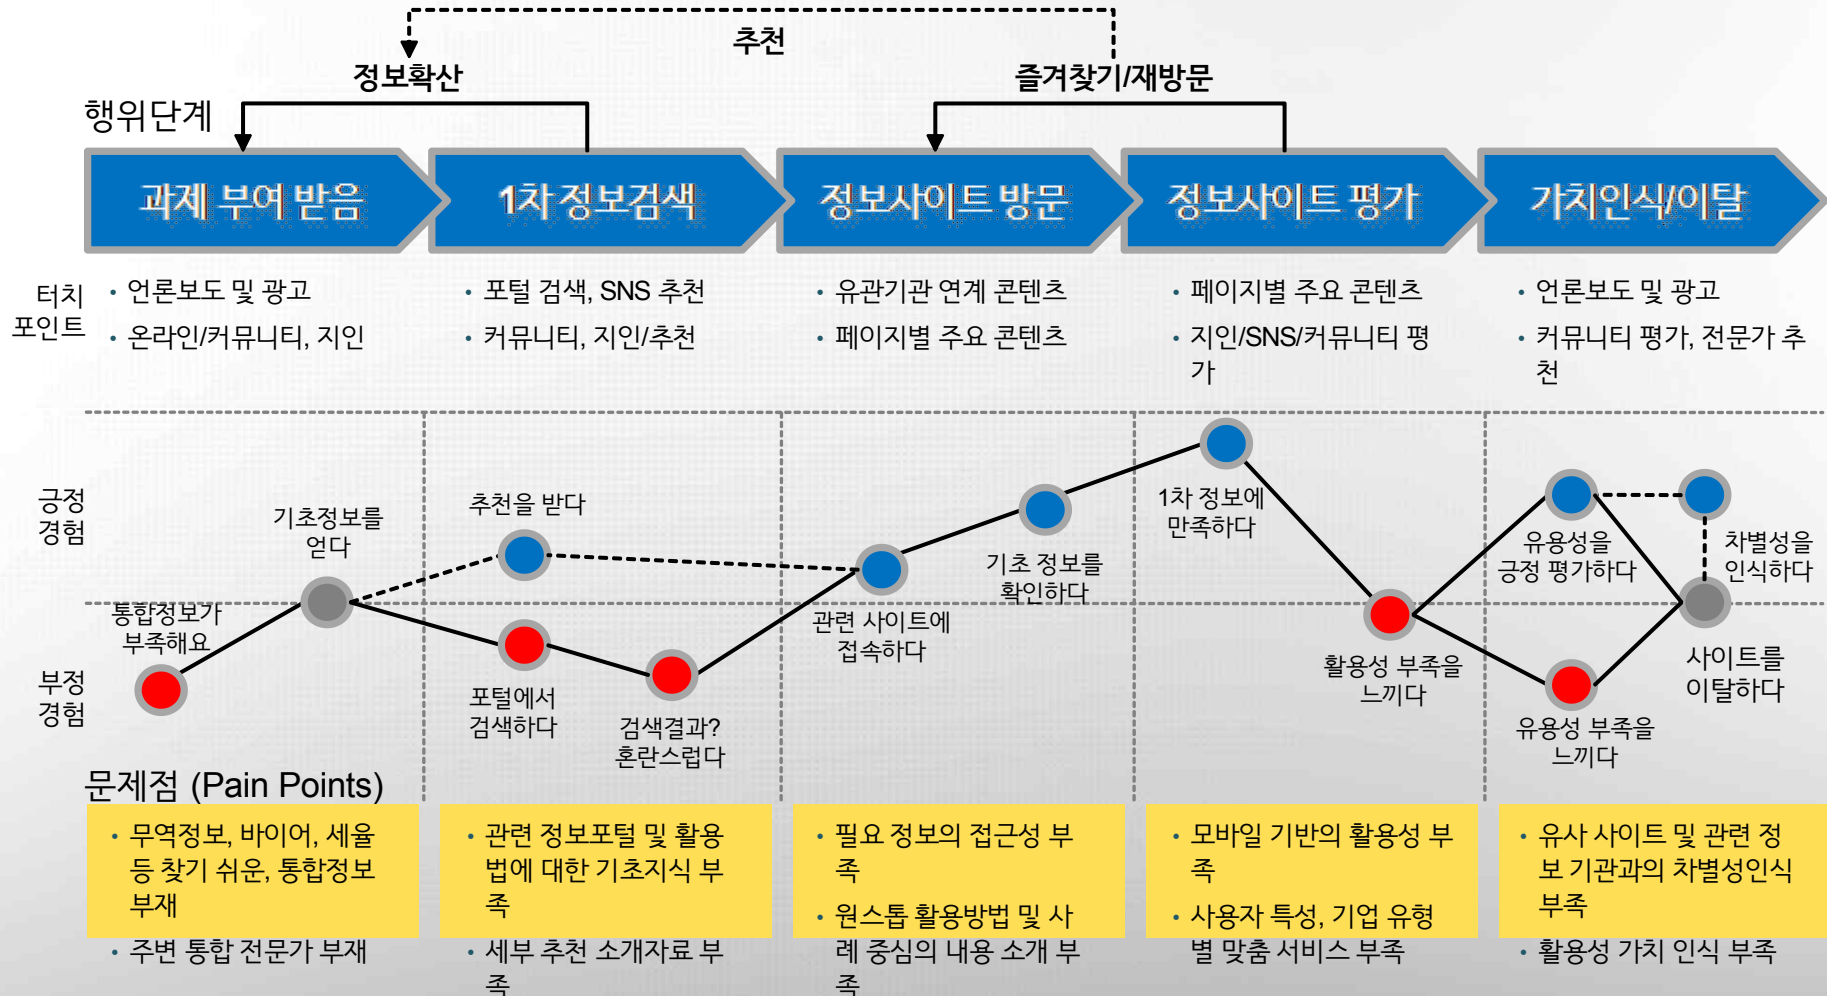 추천
정보확산
즐겨찾기/재방문
행위단계
과제 부여 받음
1차 정보검색
정보사이트 방문
정보사이트 평가
가치인식/이탈
터치
포인트
• 언론보도 및 광고
• 온라인/커뮤니티, 지인
• 포털 검색, SNS 추천
• 커뮤니티, 지인/추천
• 유관기관 연계 콘텐츠
• 페이지별 주요 콘텐츠
• 페이지별 주요 콘텐츠
• 지인/SNS/커뮤니티 평
가
• 언론보도 및 광고
• 커뮤니티 평가, 전문가 추
천
긍정
경험
부정
경험
통합정보가
부족해요
기초정보를
얻다
추천을 받다
포털에서
검색하다
검색결과?
혼란스럽다
관련 사이트에
접속하다
기초 정보를
확인하다
1차 정보에
만족하다
활용성 부족을
느끼다
유용성을
긍정 평가하다
유용성 부족을
느끼다
차별성을
인식하다
사이트를
이탈하다
문제점 (Pain Points)
• 무역정보, 바이어, 세율
등 찾기 쉬운, 통합정보
부재
• 주변 통합 전문가 부재
• 관련 정보포털 및 활용
법에 대한 기초지식 부
족
• 세부 추천 소개자료 부
족
• 필요 정보의 접근성 부
족
• 원스톱 활용방법 및 사
례 중심의 내용 소개 부
족
• 모바일 기반의 활용성 부
족
• 사용자 특성, 기업 유형
별 맞춤 서비스 부족
• 유사 사이트 및 관련 정
보 기관과의 차별성인식
부족
• 활용성 가치 인식 부족